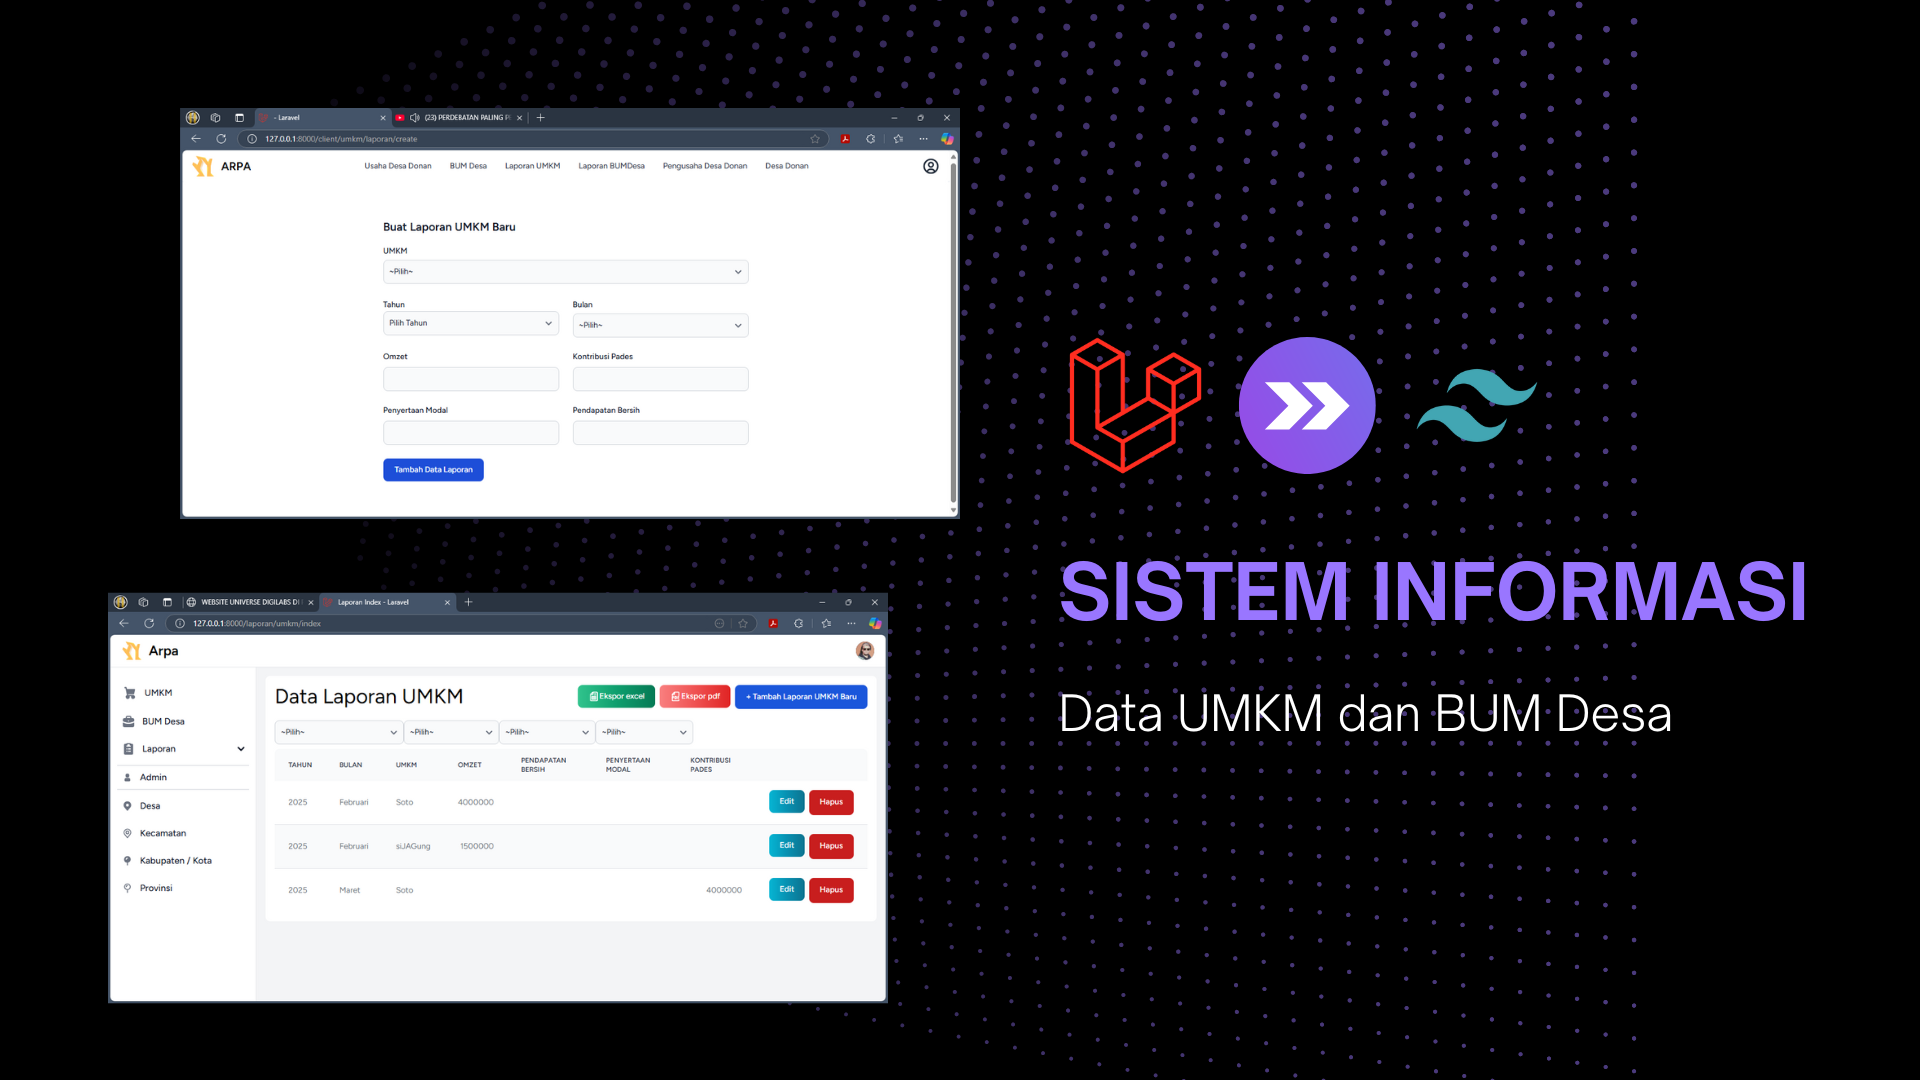 - Laravel
(23) PERDEBATAN PALING
127.0.0.1:8000/client/umkm/laporan/create
ARPA
Usaha Desa Donan BUM Desa Laporan UMKM Laporan BUMDesa Pengusaha Desa Donan Desa Donan
Buat Laporan UMKM Baru
UMKM
~Pilih~
Tahun Bulan
Pilih Tahun ~Pilih~
Omzet Kontribusi Pades
Penyertaan Modal Pendapatan Bersih
Tambah Data Laporan
WEBSITE UNIVERSE DIGILABS Laporan Index - Laravel
127.0.0.1:8000/laporan/umkm/index
Arpa
UMKM
BUM Desa
Laporan
Admin
Desa
Kecamatan
Kabupaten / Kota
Provinsi
Data Laporan UMKM Ekspor excel Ekspor pdf + Tambah Laporan UMKM Baru
~Pilih~ ~Pilih~ ~Pilih~ ~Pilih~
TAHUN BULAN UMKM OMZET PENDAPATAN BERSIH PENYERTAAN MODAL KONTRIBUSI PADES
2025 Februari Soto 4000000 Edit Hapus
2025 Februari siJAGung 1500000 Edit Hapus
2025 Maret Soto 4000000 Edit Hapus
SISTEM INFORMASI
Data UMKM dan BUM Desa